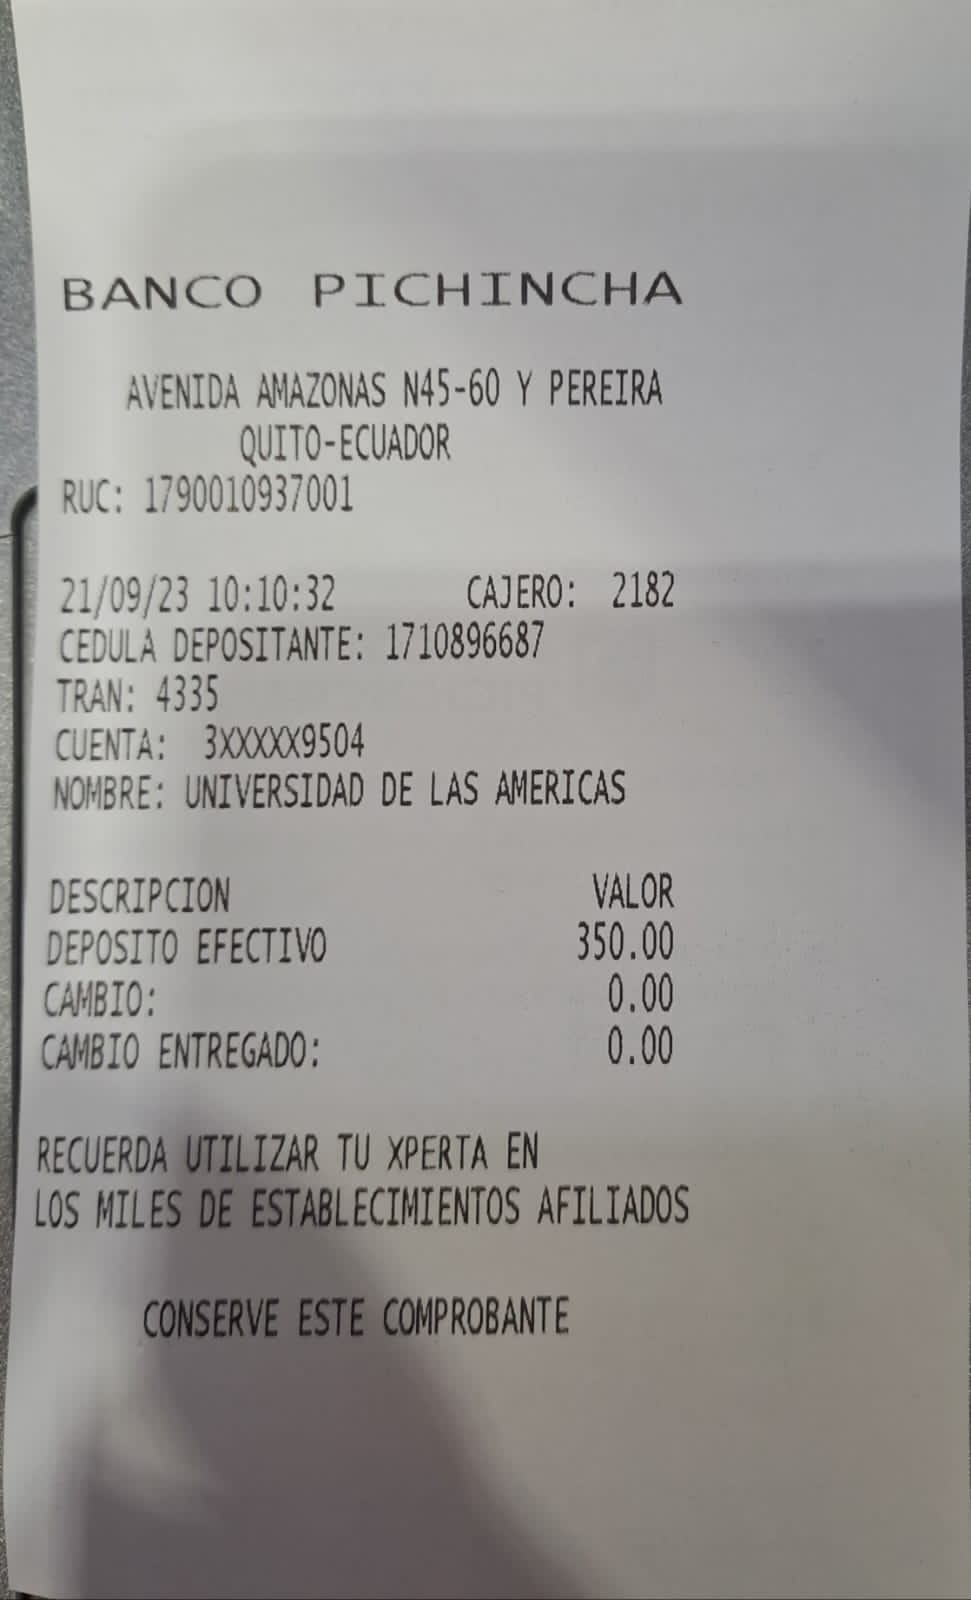 BANCO PICHINCHA
AVENIDA AMAZONAS N45-60 Y PEREIRA
QUITO-ECUADOR
RUC: 1790010937001
21/09/23 10:10:32 CAJERO: 2182
CEDULA DEPOSITANTE: 1710896687
TRAN: 4335
CUENTA: 3XXXXX9504
NOMBRE: UNIVERSIDAD DE LAS AMERICAS
DESCRIPCION VALOR
DEPOSITO EFECTIVO 350.00
CAMBIO: 0.00
CAMBIO ENTREGADO: 0.00
RECUERDA UTILIZAR TU XPERTA EN
LOS MILES DE ESTABLECIMIENTOS AFILIADOS
CONSERVE ESTE COMPROBANTE